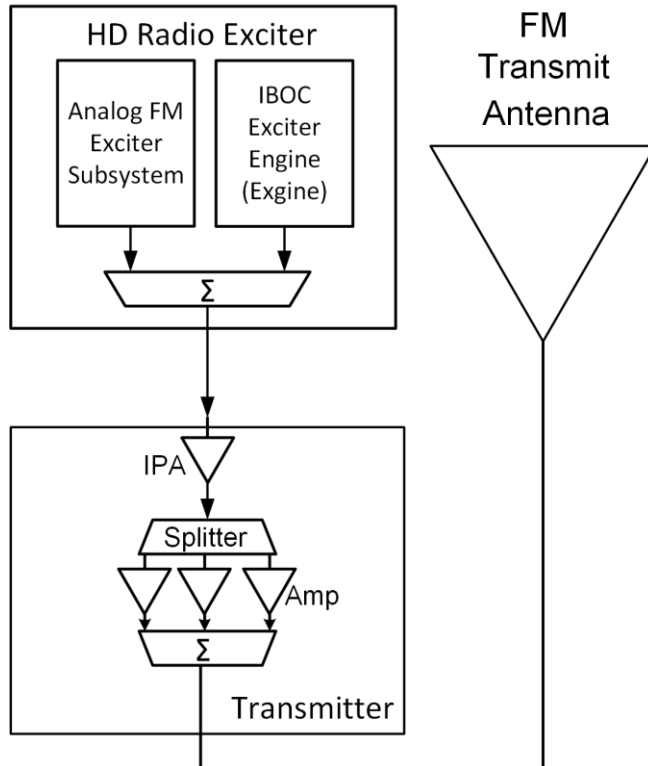 HD Radio Exciter
Analog FM
Exciter
Subsystem
IBOC
Exciter
Engine
(Exgine)
Σ
FM
Transmit
Antenna
IPA
Splitter
Amp
Σ
Transmitter